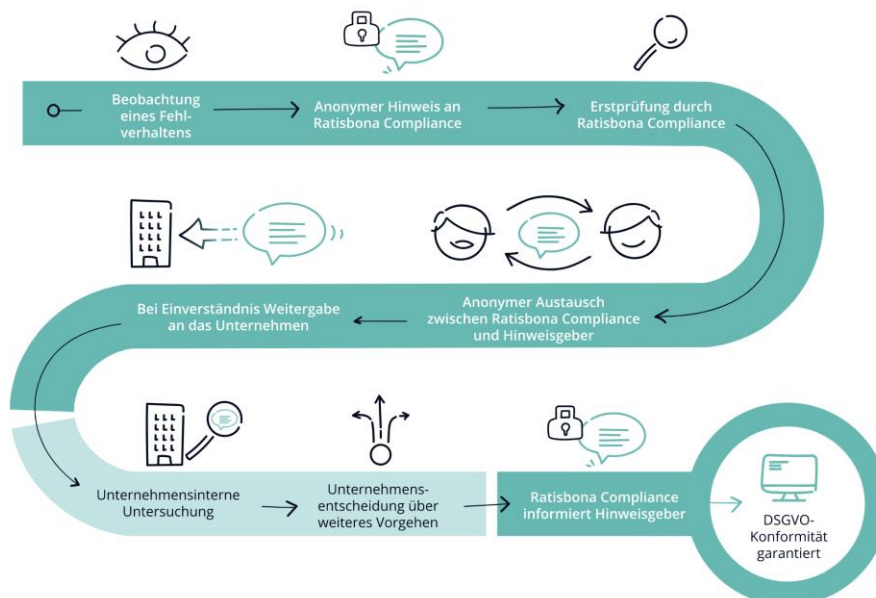 Beobachtung
eines Fehl-
verhaltens
Anonymer Hinweis an
Ratisbona Compliance
Erstprüfung durch
Ratisbona Compliance
Anonymer Austausch
zwischen Ratisbona Compliance
und Hinweisgeber
Bei Einverständnis Weitergabe
an das Unternehmen
Unternehmensinterne
Untersuchung
Unternehmens-
entscheidung über
weiteres Vorgehen
Ratisbona Compliance
informiert Hinweisgeber
DSGVO-
Konformität
garantiert